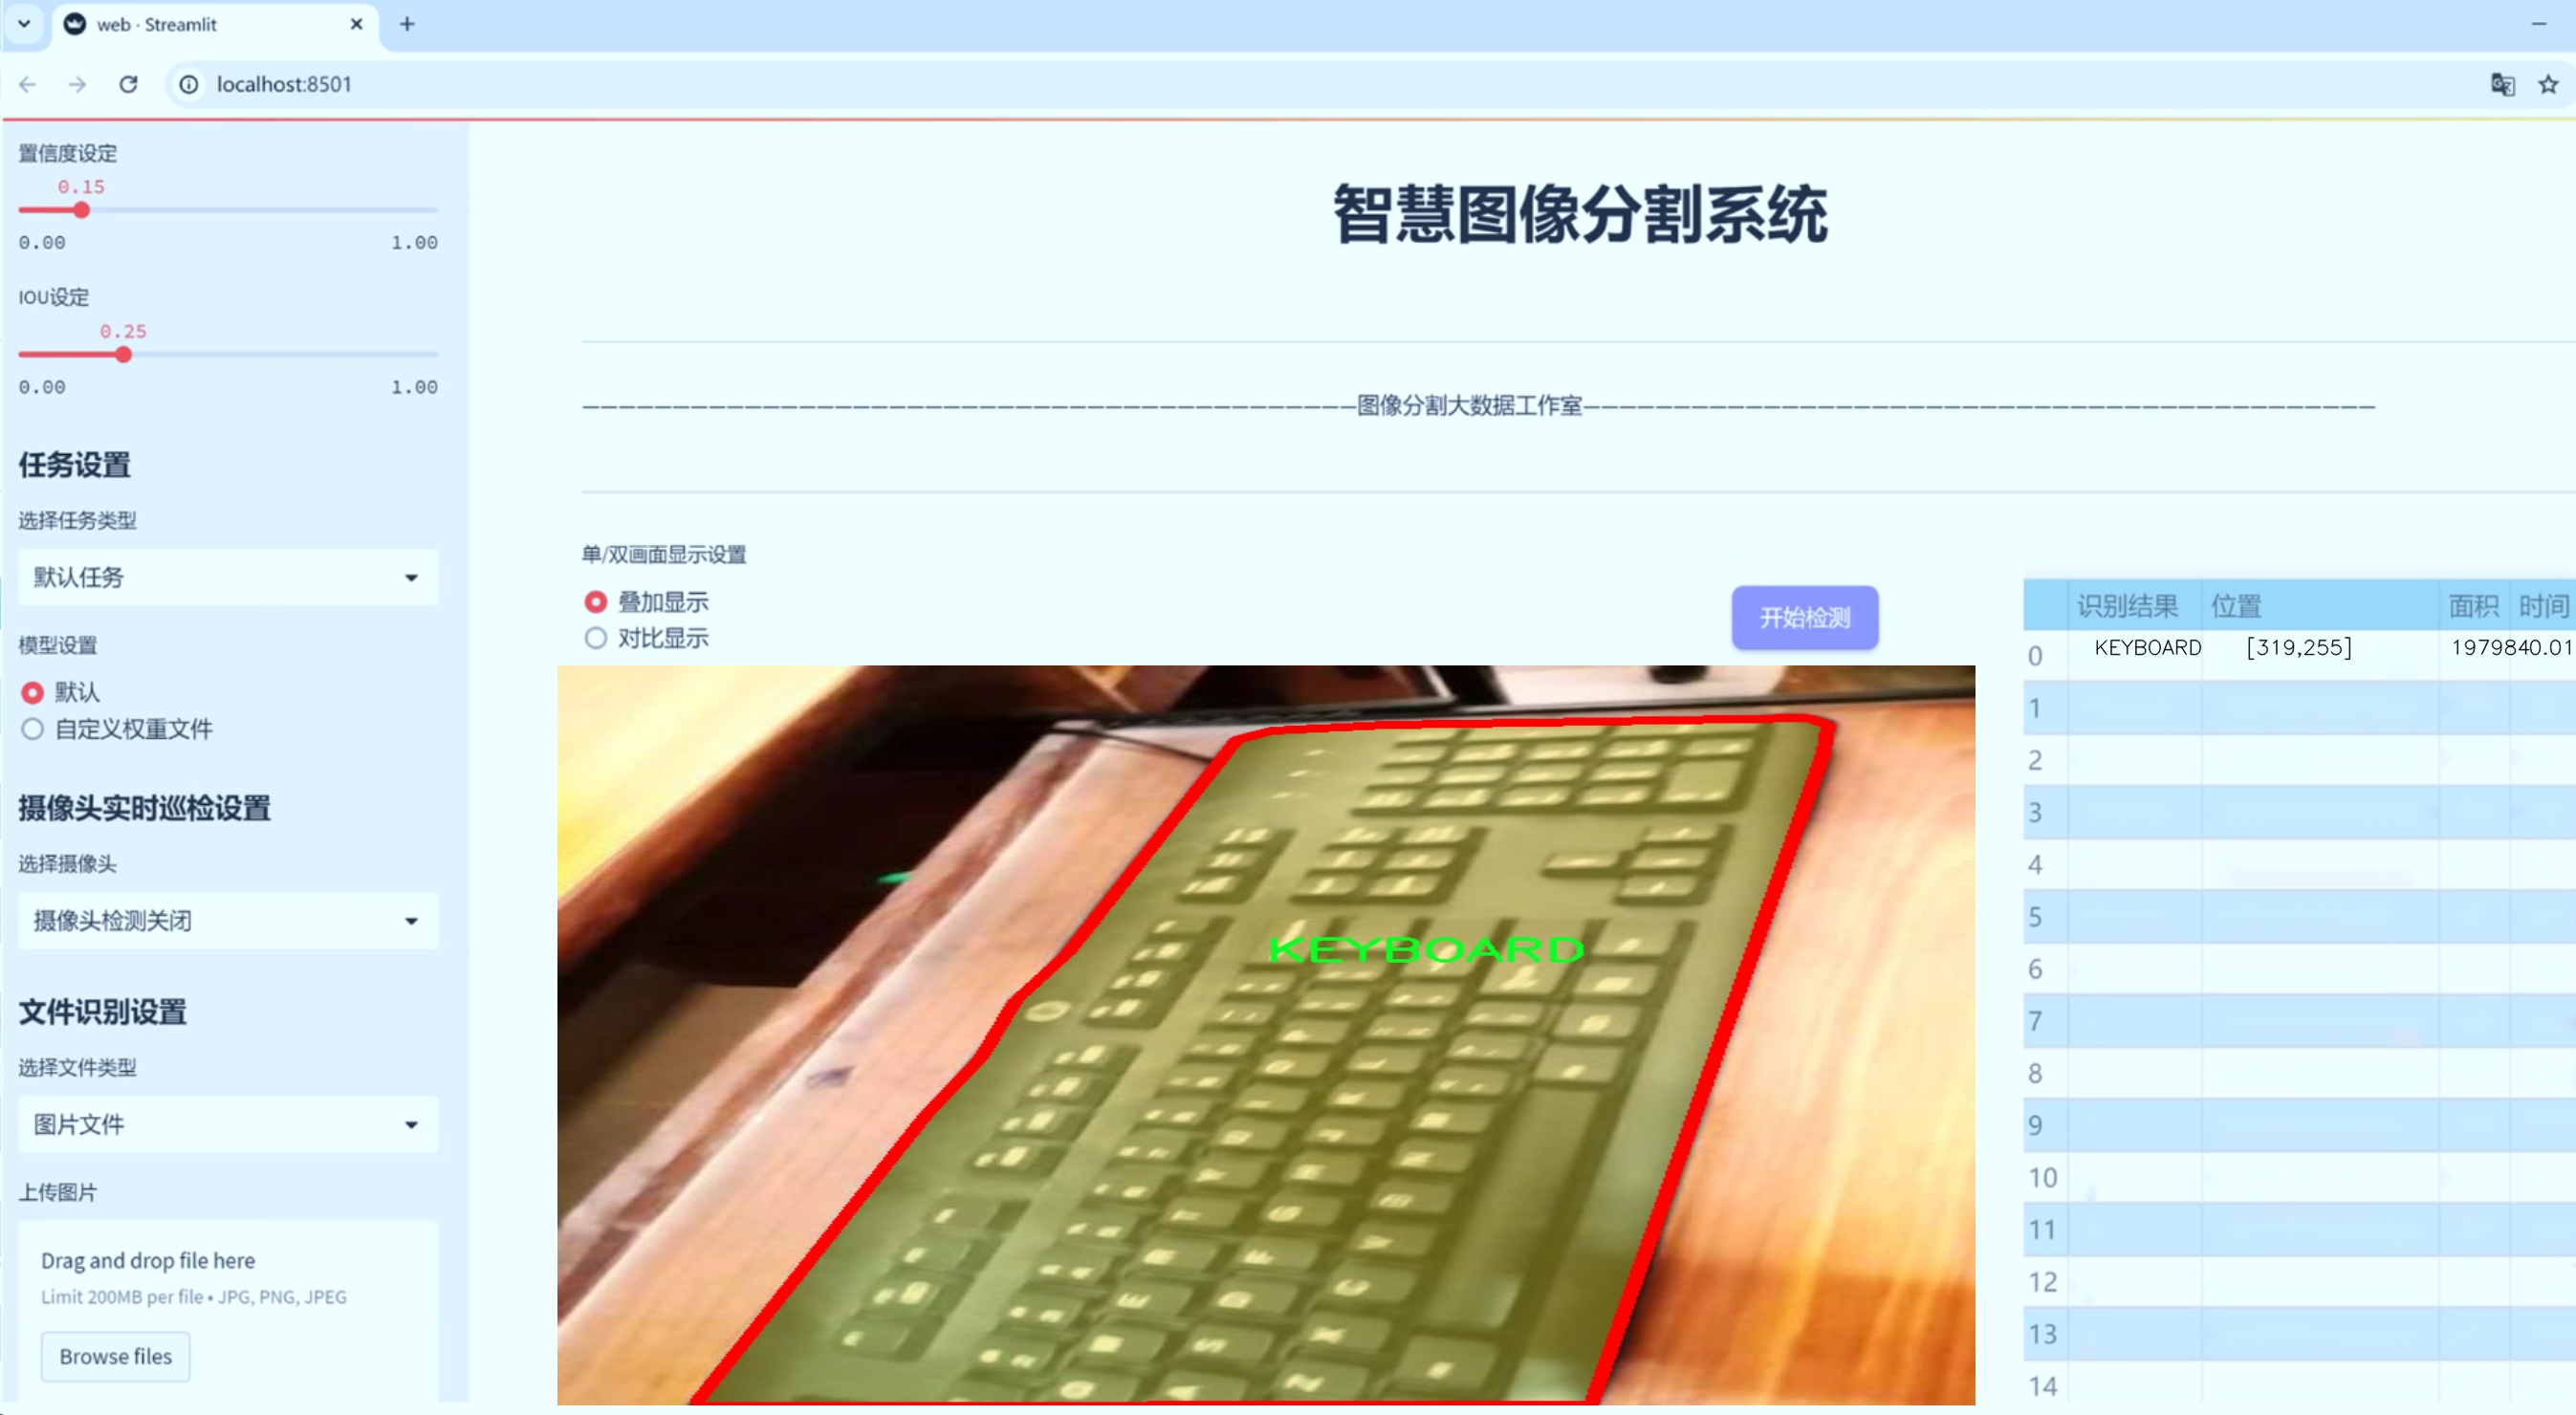 web · Streamlit
localhost:8501
置信度设定
0.15
0.00 1.00
IOU设定
0.25
0.00 1.00
任务设置
选择任务类型
默认任务
模型设置
默认
自定义权重文件
摄像头实时巡检设置
选择摄像头
摄像头检测关闭
文件识别设置
选择文件类型
图片文件
上传图片
Drag and drop file here
Limit 200MB per file • JPG, PNG, JPEG
Browse files
智慧图像分割系统
———————————————————————————————————————————图像分割大数据工作室————————————————————————————————————————————
单/双画面显示设置
叠加显示
对比显示
开始检测
KEYBOARD
识别结果 位置 面积 时间
0 KEYBOARD [319,255] 1979840.01
1
2
3
4
5
6
7
8
9
10
11
12
13
14